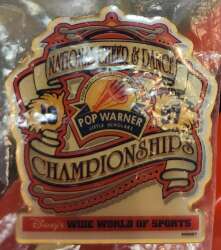 NATIONAL CHEER & DANCE
POP WARNER
LITTLE SCHOLARS
CHAMPIONSHIPS
Disney's WIDE WORLD OF SPORTS